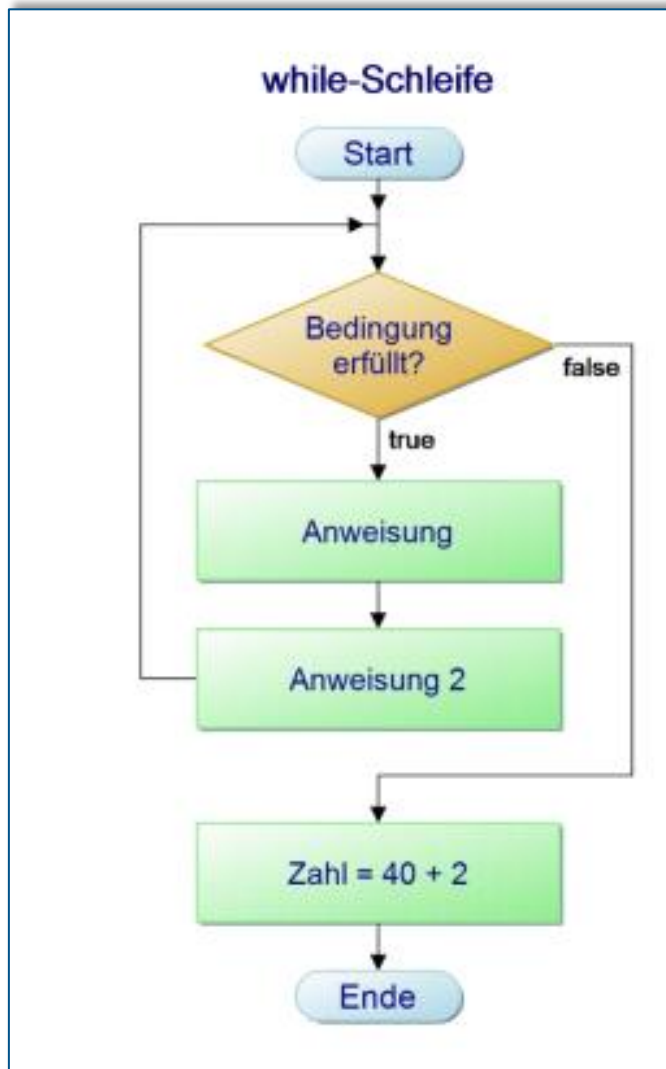 while-Schleife
Start
Bedingung
erfüllt?
false
true
Anweisung
Anweisung 2
Zahl = 40 + 2
Ende